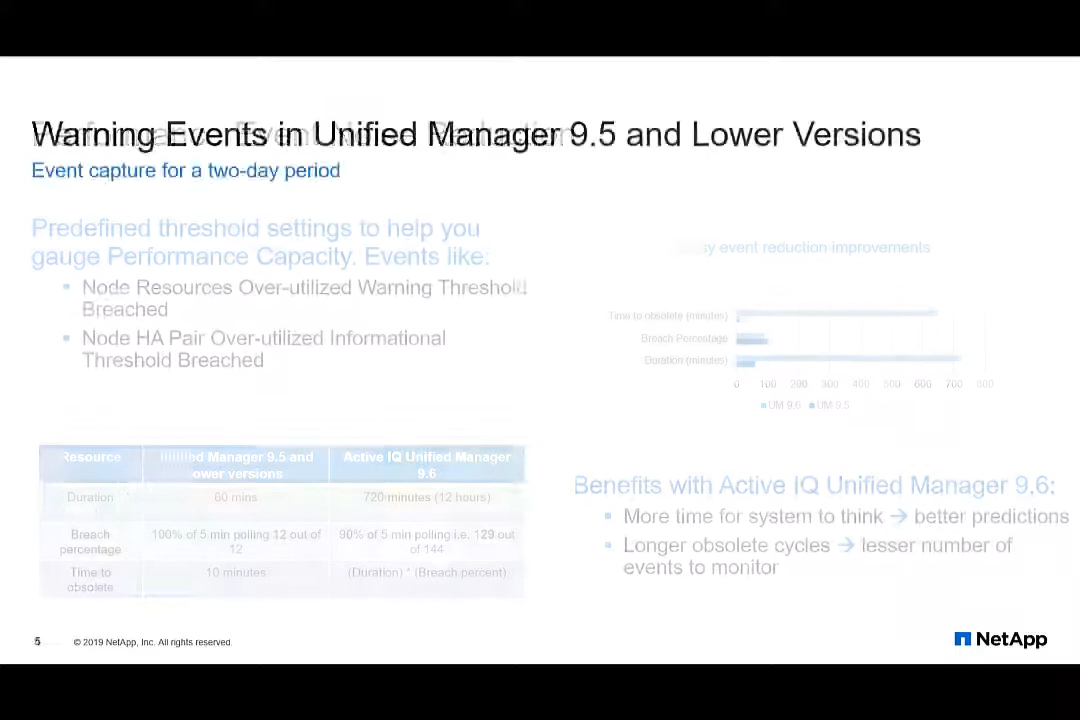 Warning Events in Unified Manager 9.5 and Lower Versions
Event capture for a two-day period
Predefined threshold settings to help you
gauge Performance Capacity. Events like:
Node Resources Over-utilized Warning Threshold
Breached
Node HA Pair Over-utilized Informational
Threshold Breached
event reduction improvements
Time to obsolete (minutes)
Breach Percentage
Duration (minutes)
0 100 200 300 400 500 600 700 800
UM 9.6 UM 9.5
Resource Unified Manager 9.5 and lower versions Active IQ Unified Manager 9.6
Duration 60 mins 720 minutes (12 hours)
Breach percentage 100% of 5 min polling 12 out of 12 90% of 5 min polling i.e. 129 out of 144
Time to obsolete 10 minutes (Duration) * (Breach percent)
Benefits with Active IQ Unified Manager 9.6:
More time for system to think → better predictions
Longer obsolete cycles → lesser number of
events to monitor
5 © 2019 NetApp, Inc. All rights reserved.
NetApp